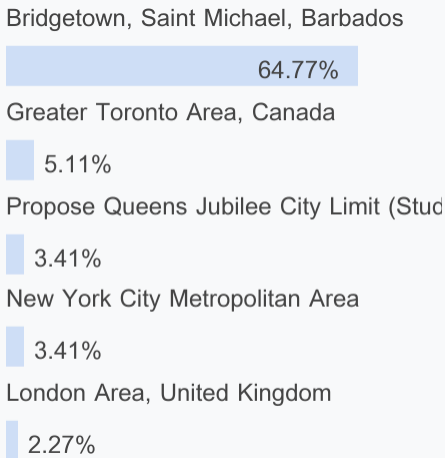 Bridgetown, Saint Michael, Barbados
64.77%
Greater Toronto Area, Canada
5.11%
Propose Queens Jubilee City Limit (Stud
3.41%
New York City Metropolitan Area
3.41%
London Area, United Kingdom
2.27%